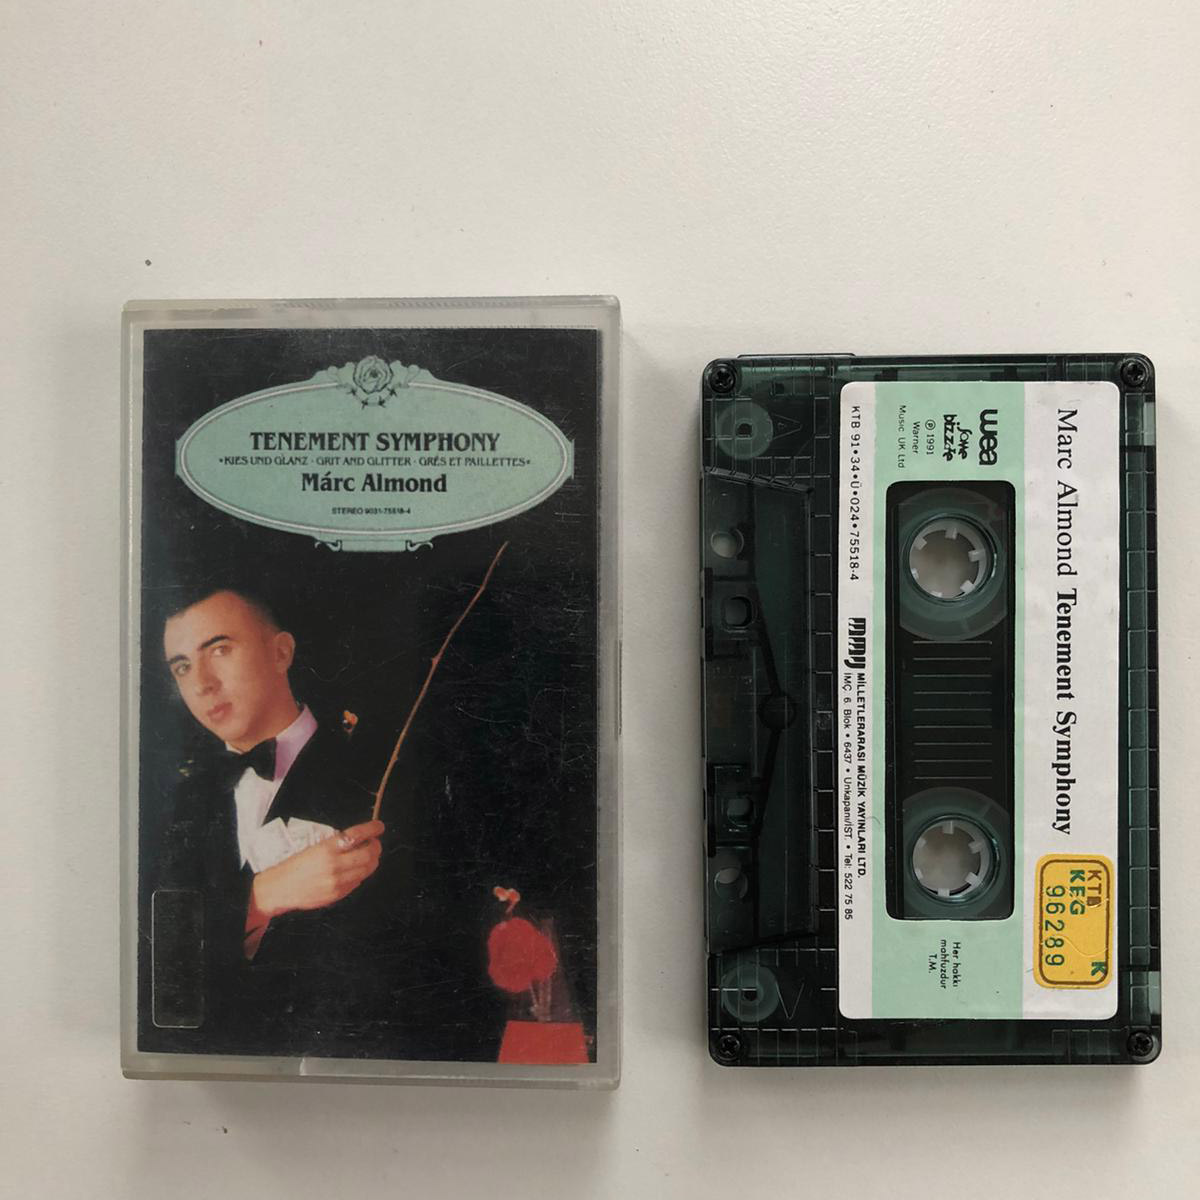 TENEMENT SYMPHONY
•KIES UND GLANZ · GRIT AND GLITTER · GRÉS ET PAILLETTES•
Márc Almond
STEREO 9031-75518-4
Marc Almond Tenement Symphony
wea
some
bizzare
℗ 1991
Warner
Music UK Ltd
KTB 91•34•Ü•024•75518-4
MMY
MİLLETLERARASI MÜZİK YAYINLARI LTD.
İMÇ. 6. Blok • 6437 • Unkapanı/İST. • Tel: 522 75 85
Her hakkı
mahfuzdur
T.M.
KTB K
KEG
96289